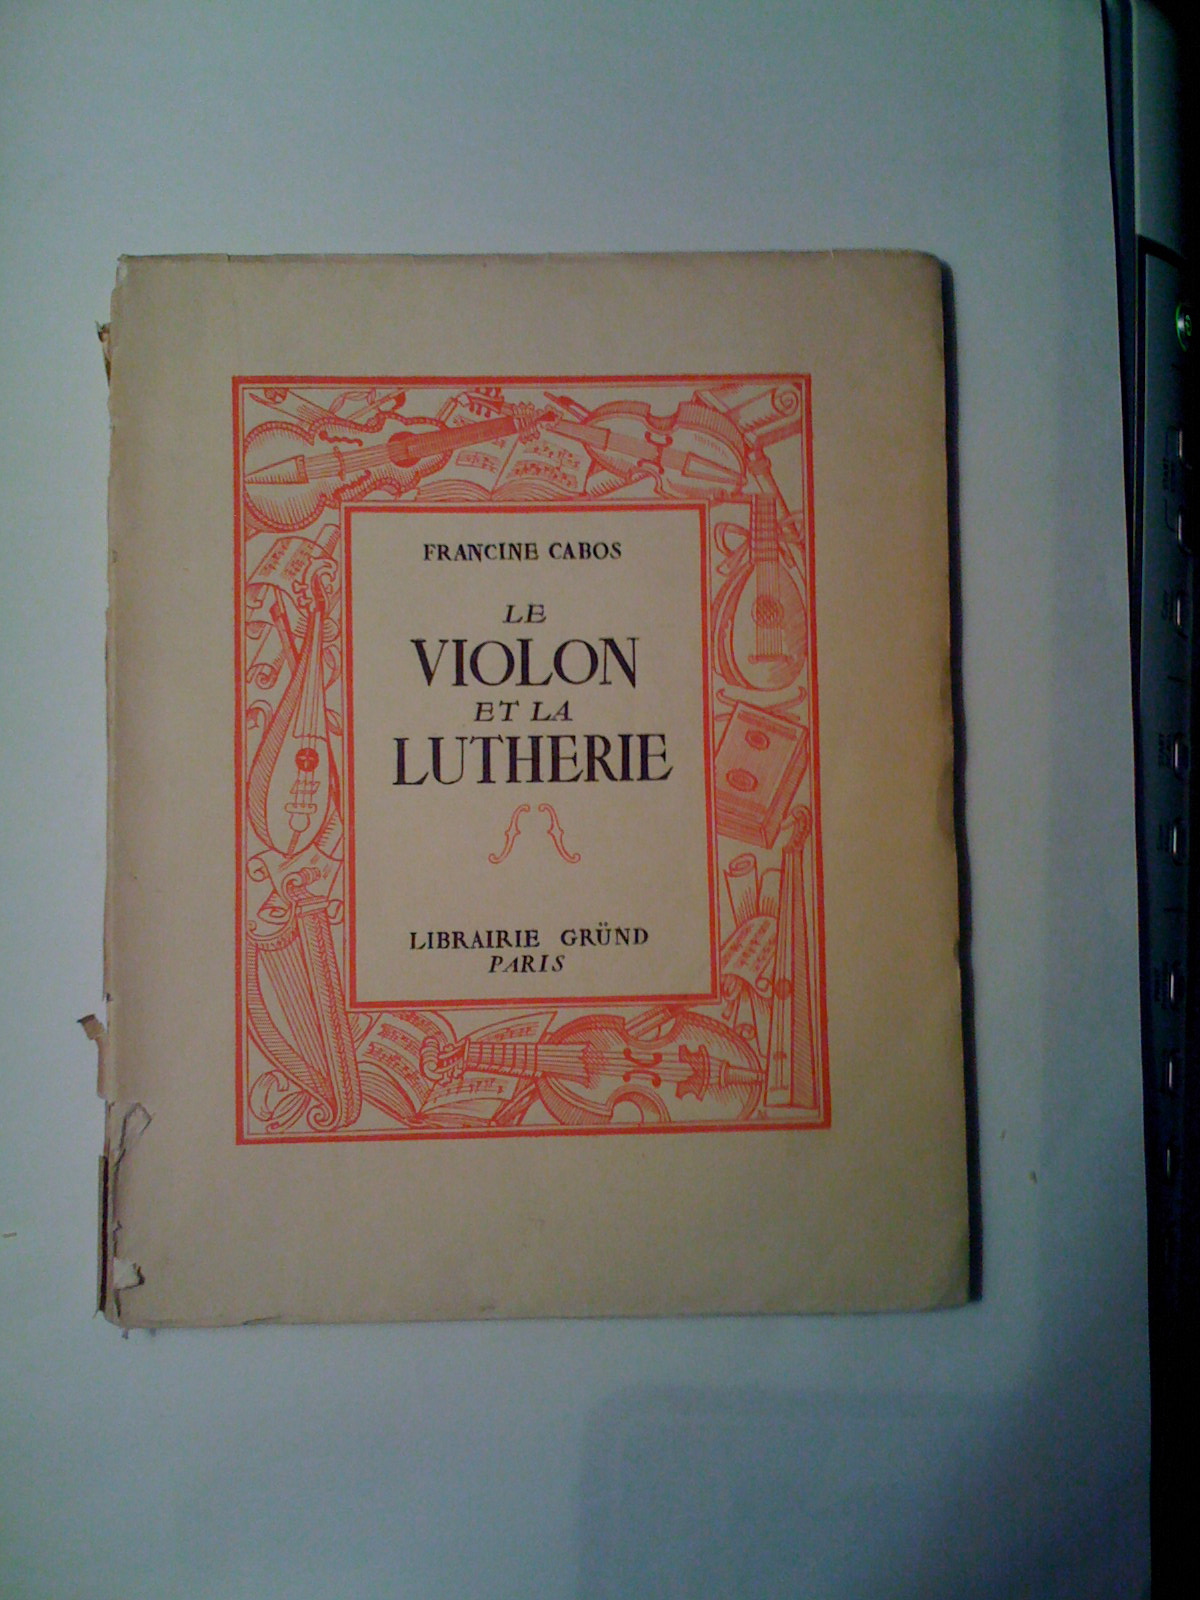 FRANCINE CABOS
LE
VIOLON
ET LA
LUTHERIE
LIBRAIRIE GRÜND
PARIS